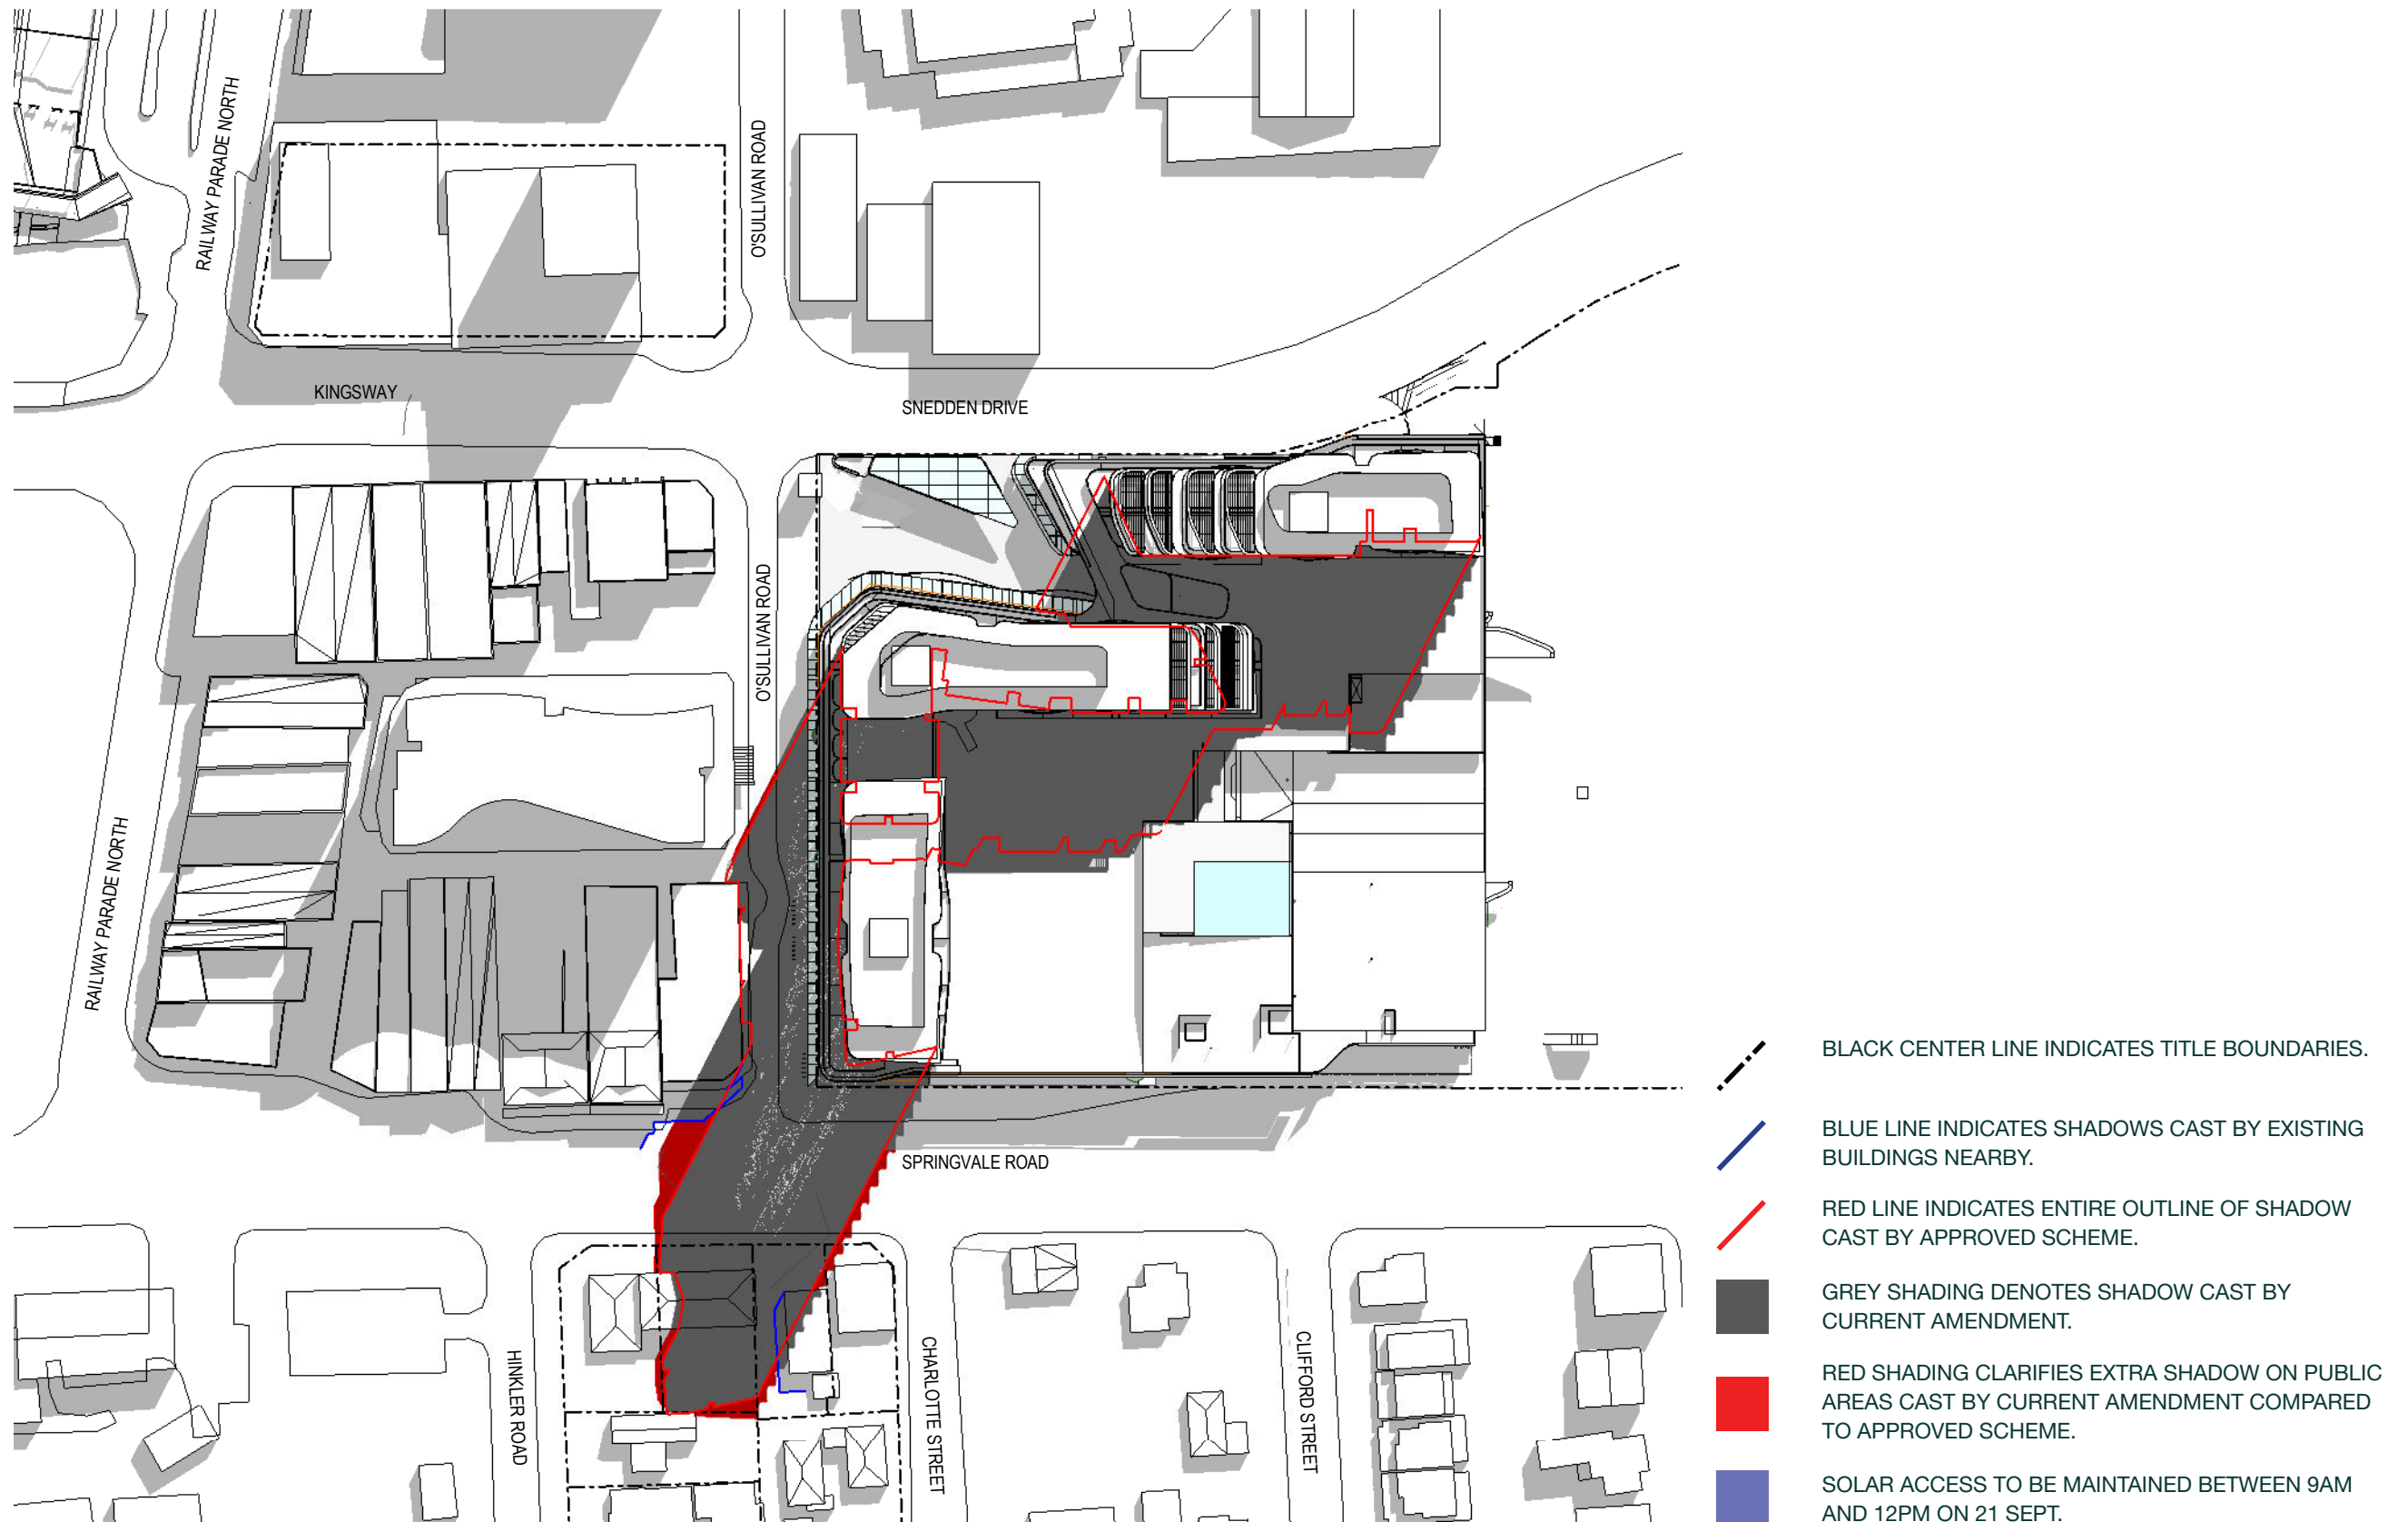 RAILWAY PARADE NORTH
O'SULLIVAN ROAD
KINGSWAY
SNEDDEN DRIVE
O'SULLIVAN ROAD
RAILWAY PARADE NORTH
SPRINGVALE ROAD
HINKLER ROAD
CHARLOTTE STREET
CLIFFORD STREET
BLACK CENTER LINE INDICATES TITLE BOUNDARIES.
BLUE LINE INDICATES SHADOWS CAST BY EXISTING
BUILDINGS NEARBY.
RED LINE INDICATES ENTIRE OUTLINE OF SHADOW
CAST BY APPROVED SCHEME.
GREY SHADING DENOTES SHADOW CAST BY
CURRENT AMENDMENT.
RED SHADING CLARIFIES EXTRA SHADOW ON PUBLIC
AREAS CAST BY CURRENT AMENDMENT COMPARED
TO APPROVED SCHEME.
SOLAR ACCESS TO BE MAINTAINED BETWEEN 9AM
AND 12PM ON 21 SEPT.